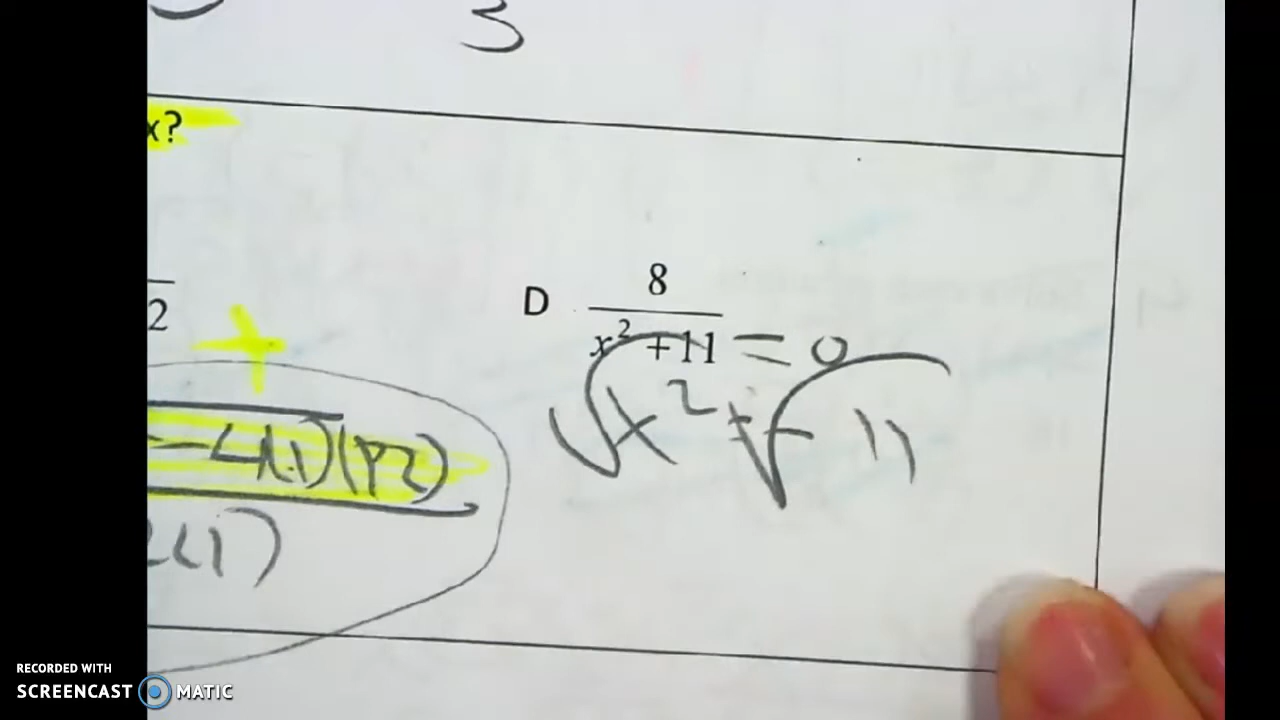 3
x?
2
D 8
x² + 11 = 0
√x² = √-11
-4(1)(12)
2(1)
RECORDED WITH
SCREENCAST MATIC